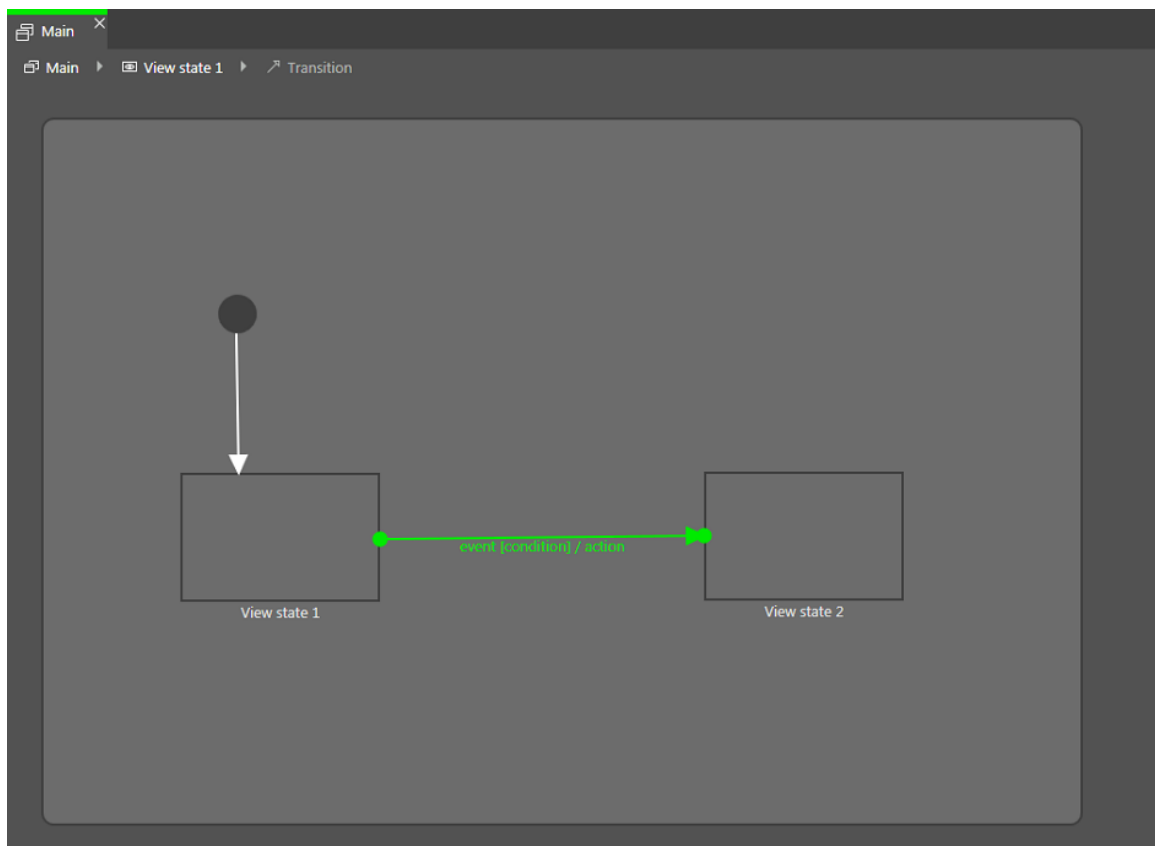 Main
Main View state 1 Transition
event [condition] / action
View state 1
View state 2